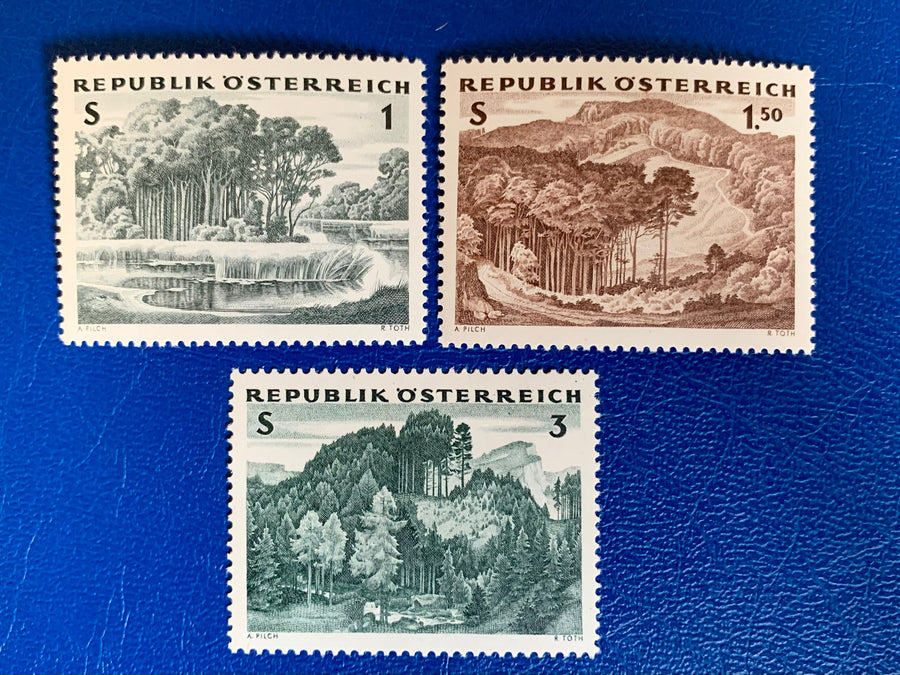 REPUBLIK ÖSTERREICH
S 1
A. PILCH R. TOTH
REPUBLIK ÖSTERREICH
S 1.50
A. PILCH R. TOTH
REPUBLIK ÖSTERREICH
S 3
A. PILCH R. TOTH